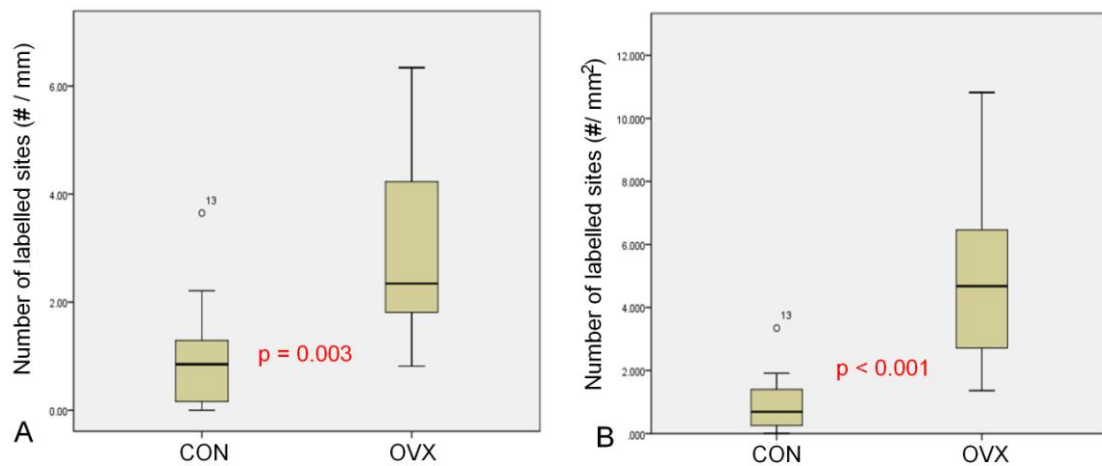 Number of labelled sites (# / mm)
6.00
4.00
2.00
0.00
13
p = 0.003
A
CON
OVX
Number of labelled sites (#/ mm²)
12.000
10.000
8.000
6.000
4.000
2.000
.000
13
p < 0.001
B
CON
OVX